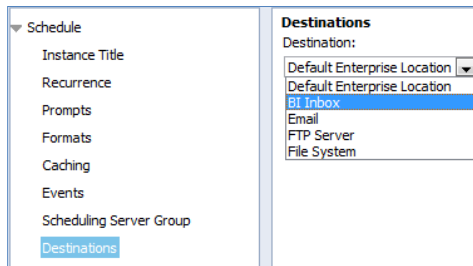 Schedule
Instance Title
Recurrence
Prompts
Formats
Caching
Events
Scheduling Server Group
Destinations
Destinations
Destination:
Default Enterprise Location
Default Enterprise Location
BI Inbox
Email
FTP Server
File System